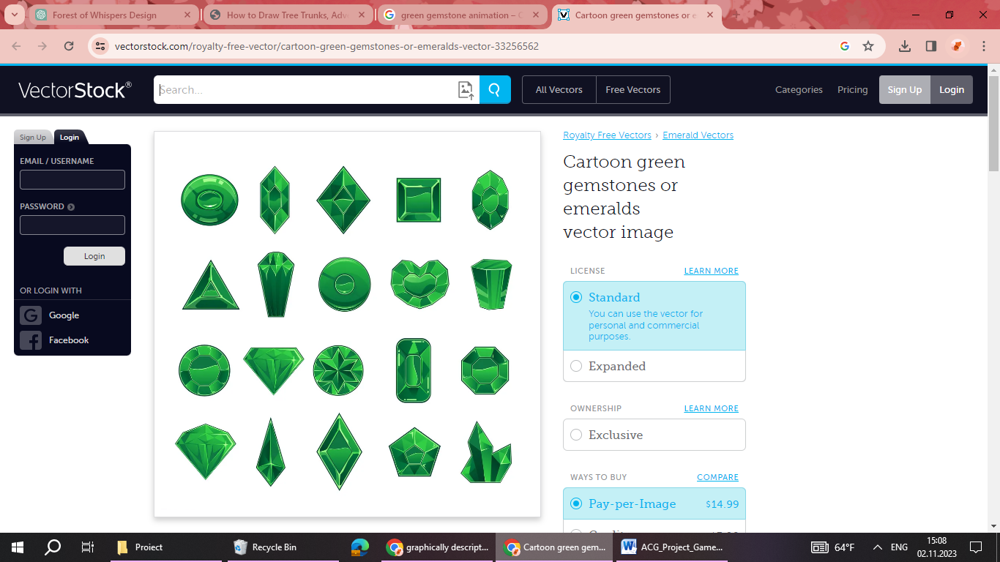 Forest of Whispers Design
How to Draw Tree Trunks, Adv
green gemstone animation – G
Cartoon green gemstones or e
vectorstock.com/royalty-free-vector/cartoon-green-gemstones-or-emeralds-vector-33256562
VectorStock®
Search...
All Vectors
Free Vectors
Categories
Pricing
Sign Up
Login
Sign Up
Login
EMAIL / USERNAME
PASSWORD
Login
OR LOGIN WITH
Google
Facebook
Royalty Free Vectors › Emerald Vectors
Cartoon green
gemstones or
emeralds
vector image
LICENSE
LEARN MORE
Standard
You can use the vector for
personal and commercial
purposes.
Expanded
OWNERSHIP
LEARN MORE
Exclusive
WAYS TO BUY
COMPARE
Pay-per-Image
$14.99
Proiect
Recycle Bin
graphically descript...
Cartoon green gem...
ACG_Project_Game...
64°F
ENG
15:08
02.11.2023